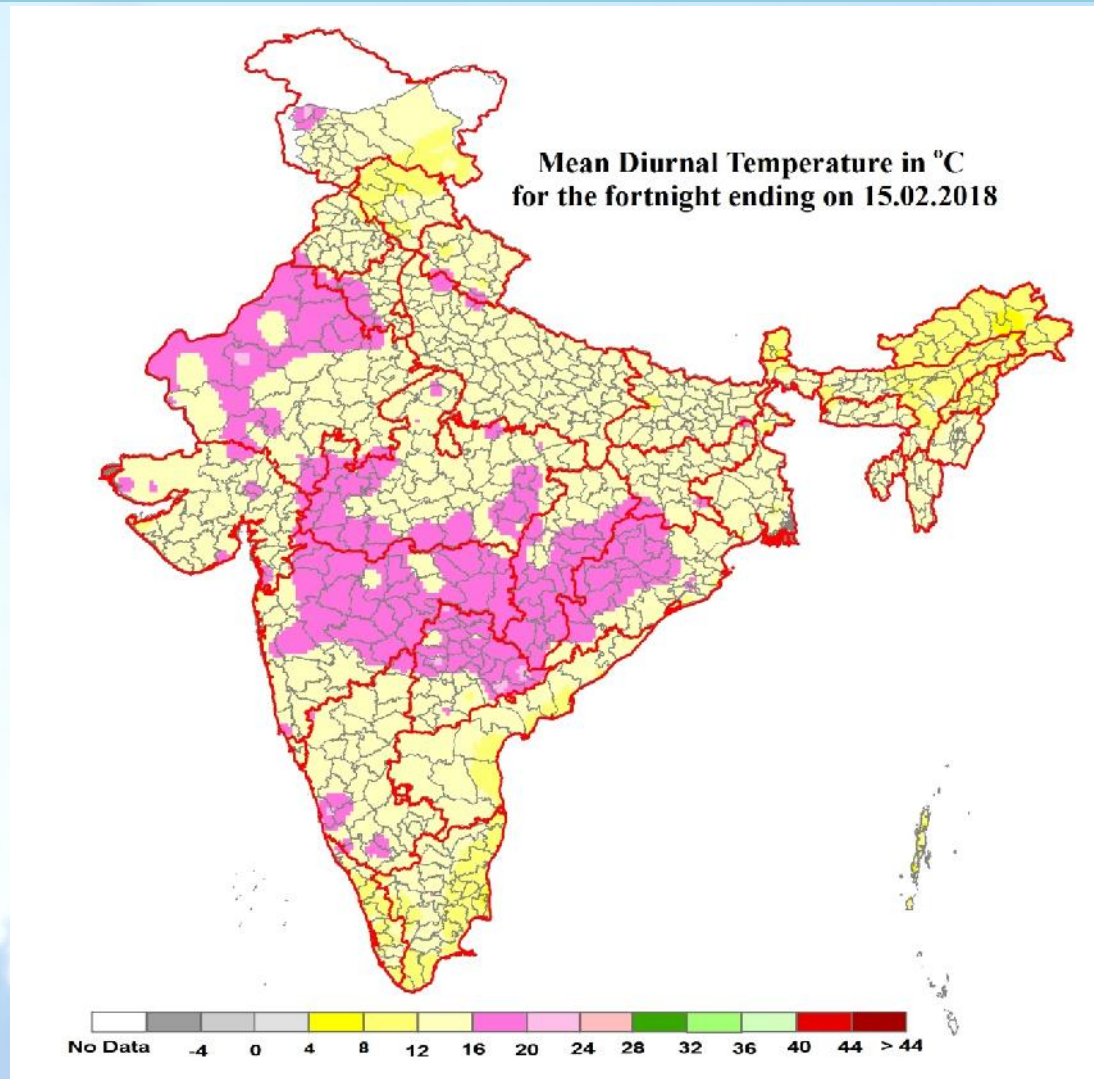 Mean Diurnal Temperature in °C
for the fortnight ending on 15.02.2018
No Data -4 0 4 8 12 16 20 24 28 32 36 40 44 > 44